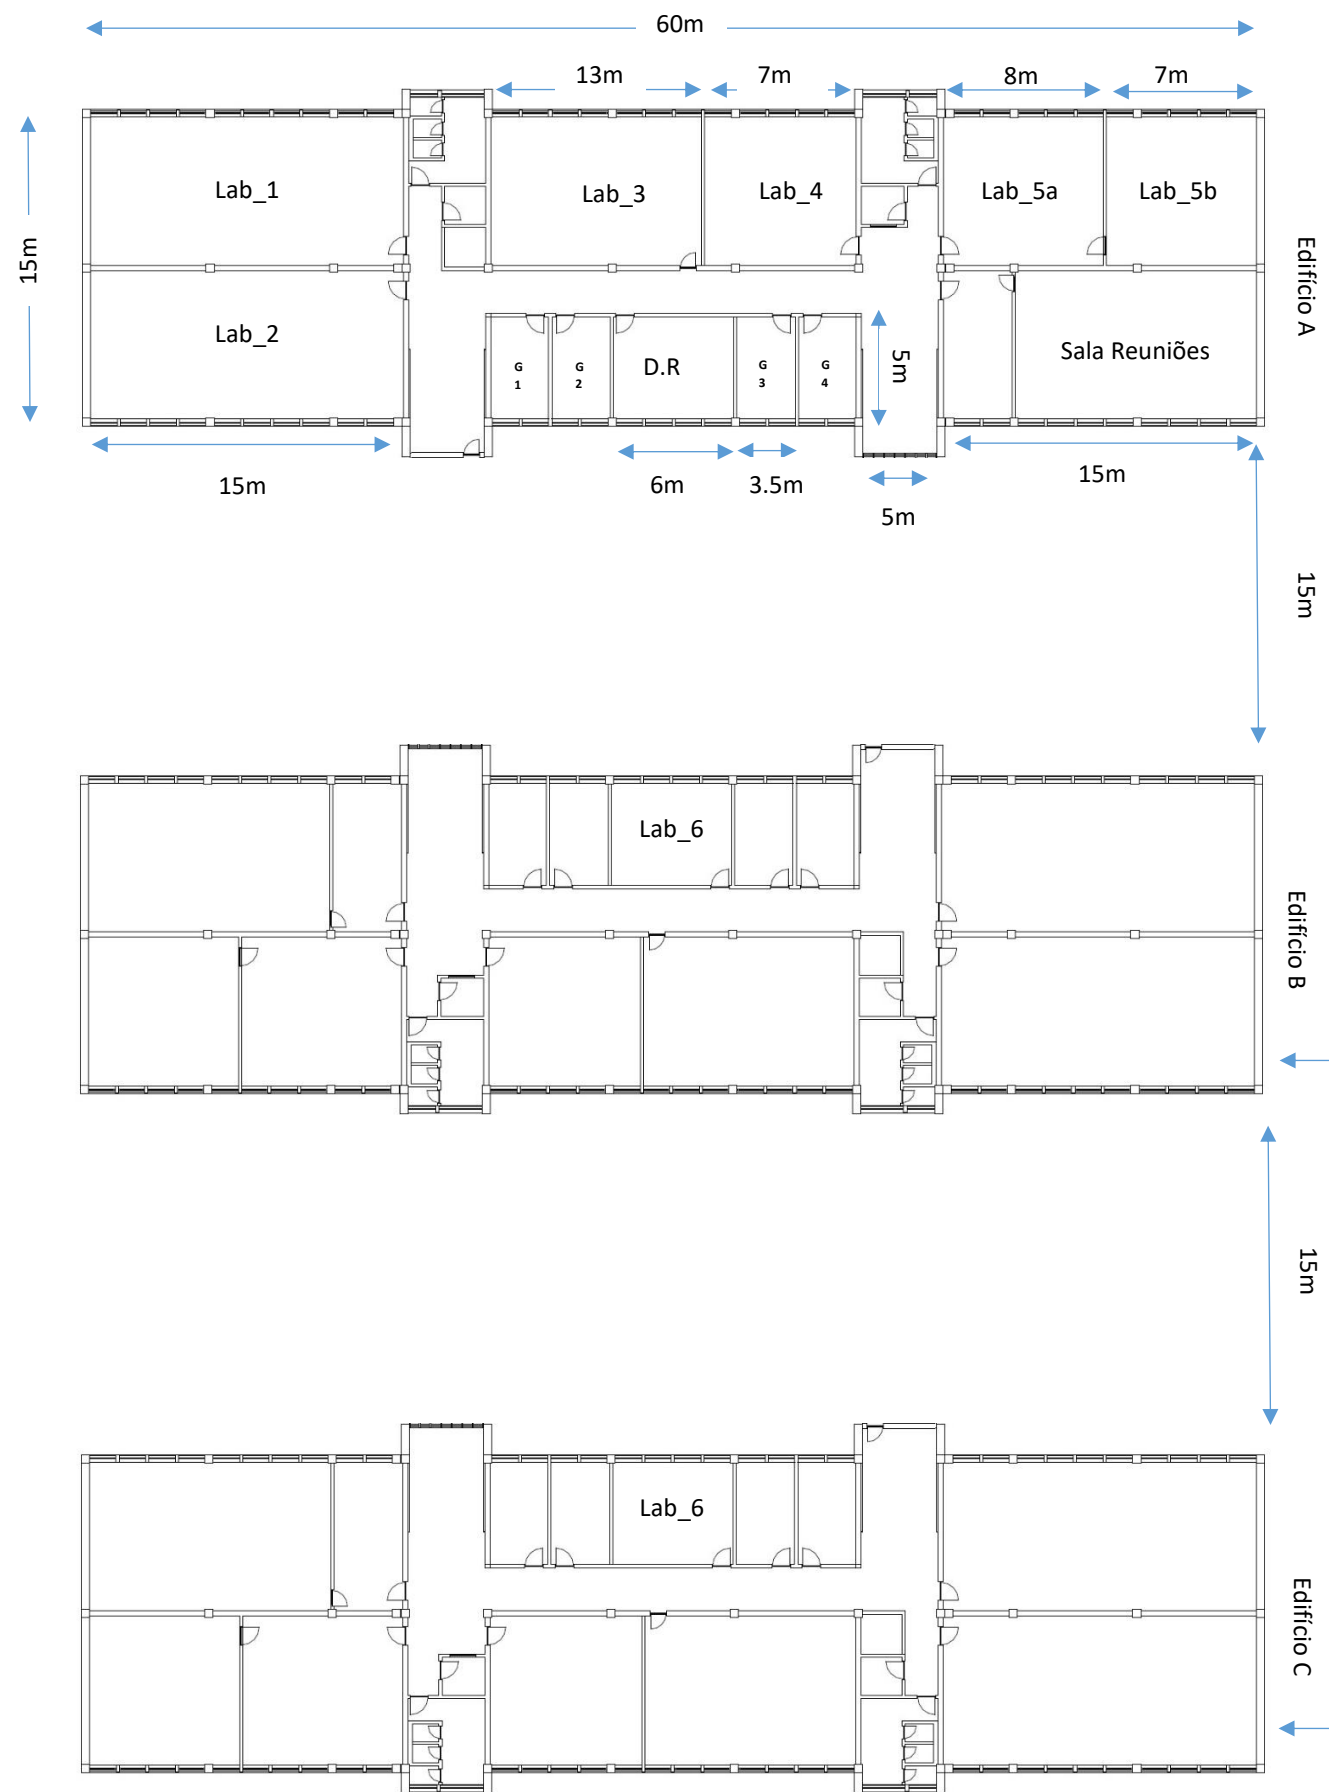 60m
13m
7m
8m
7m
Lab_1
Lab_3
Lab_4
Lab_5a
Lab_5b
15m
Edifício A
Lab_2
G
1
G
2
D.R
G
3
G
4
5m
Sala Reuniões
15m
6m
3.5m
5m
15m
15m
Lab_6
Edifício B
15m
Lab_6
Edifício C